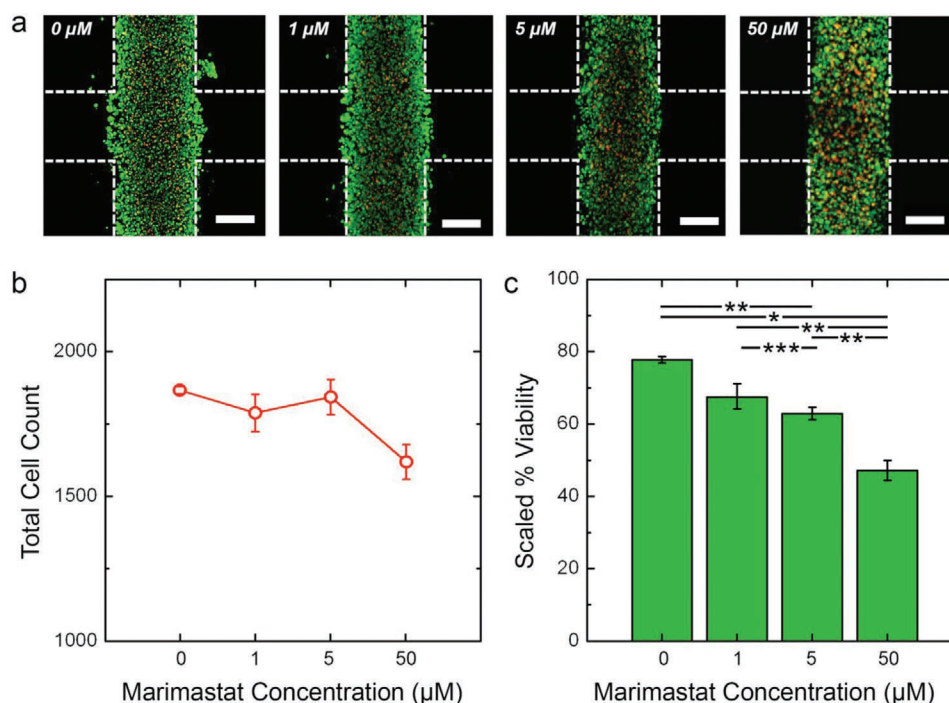 a
0 µM
1 µM
5 µM
50 µM
b
2000
1500
1000
Total Cell Count
0 1 5 50
Marimastat Concentration (µM)
c
100
80
60
40
20
0
Scaled % Viability
**
*
**
*** **
0 1 5 50
Marimastat Concentration (µM)